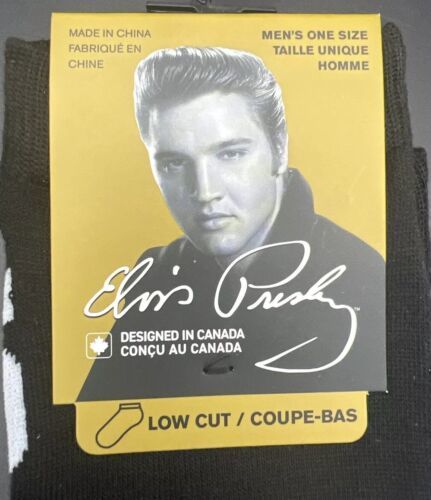 MADE IN CHINA
FABRIQUÉ EN
CHINE
MEN'S ONE SIZE
TAILLE UNIQUE
HOMME
Elvis Presley™
DESIGNED IN CANADA
CONÇU AU CANADA
LOW CUT / COUPE-BAS